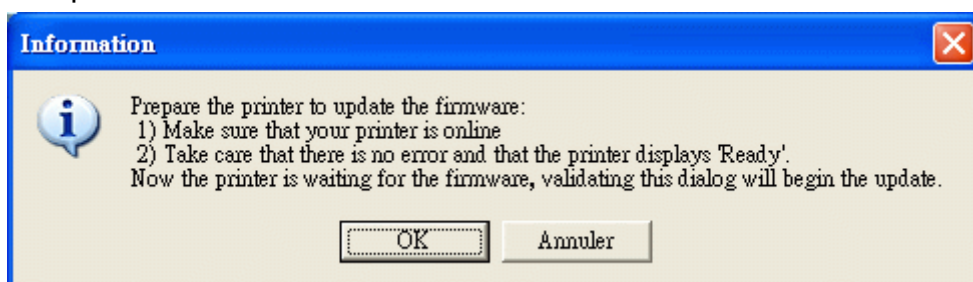 Information
Prepare the printer to update the firmware:
1) Make sure that your printer is online
2) Take care that there is no error and that the printer displays 'Ready'.
Now the printer is waiting for the firmware, validating this dialog will begin the update.
OK
Annuler